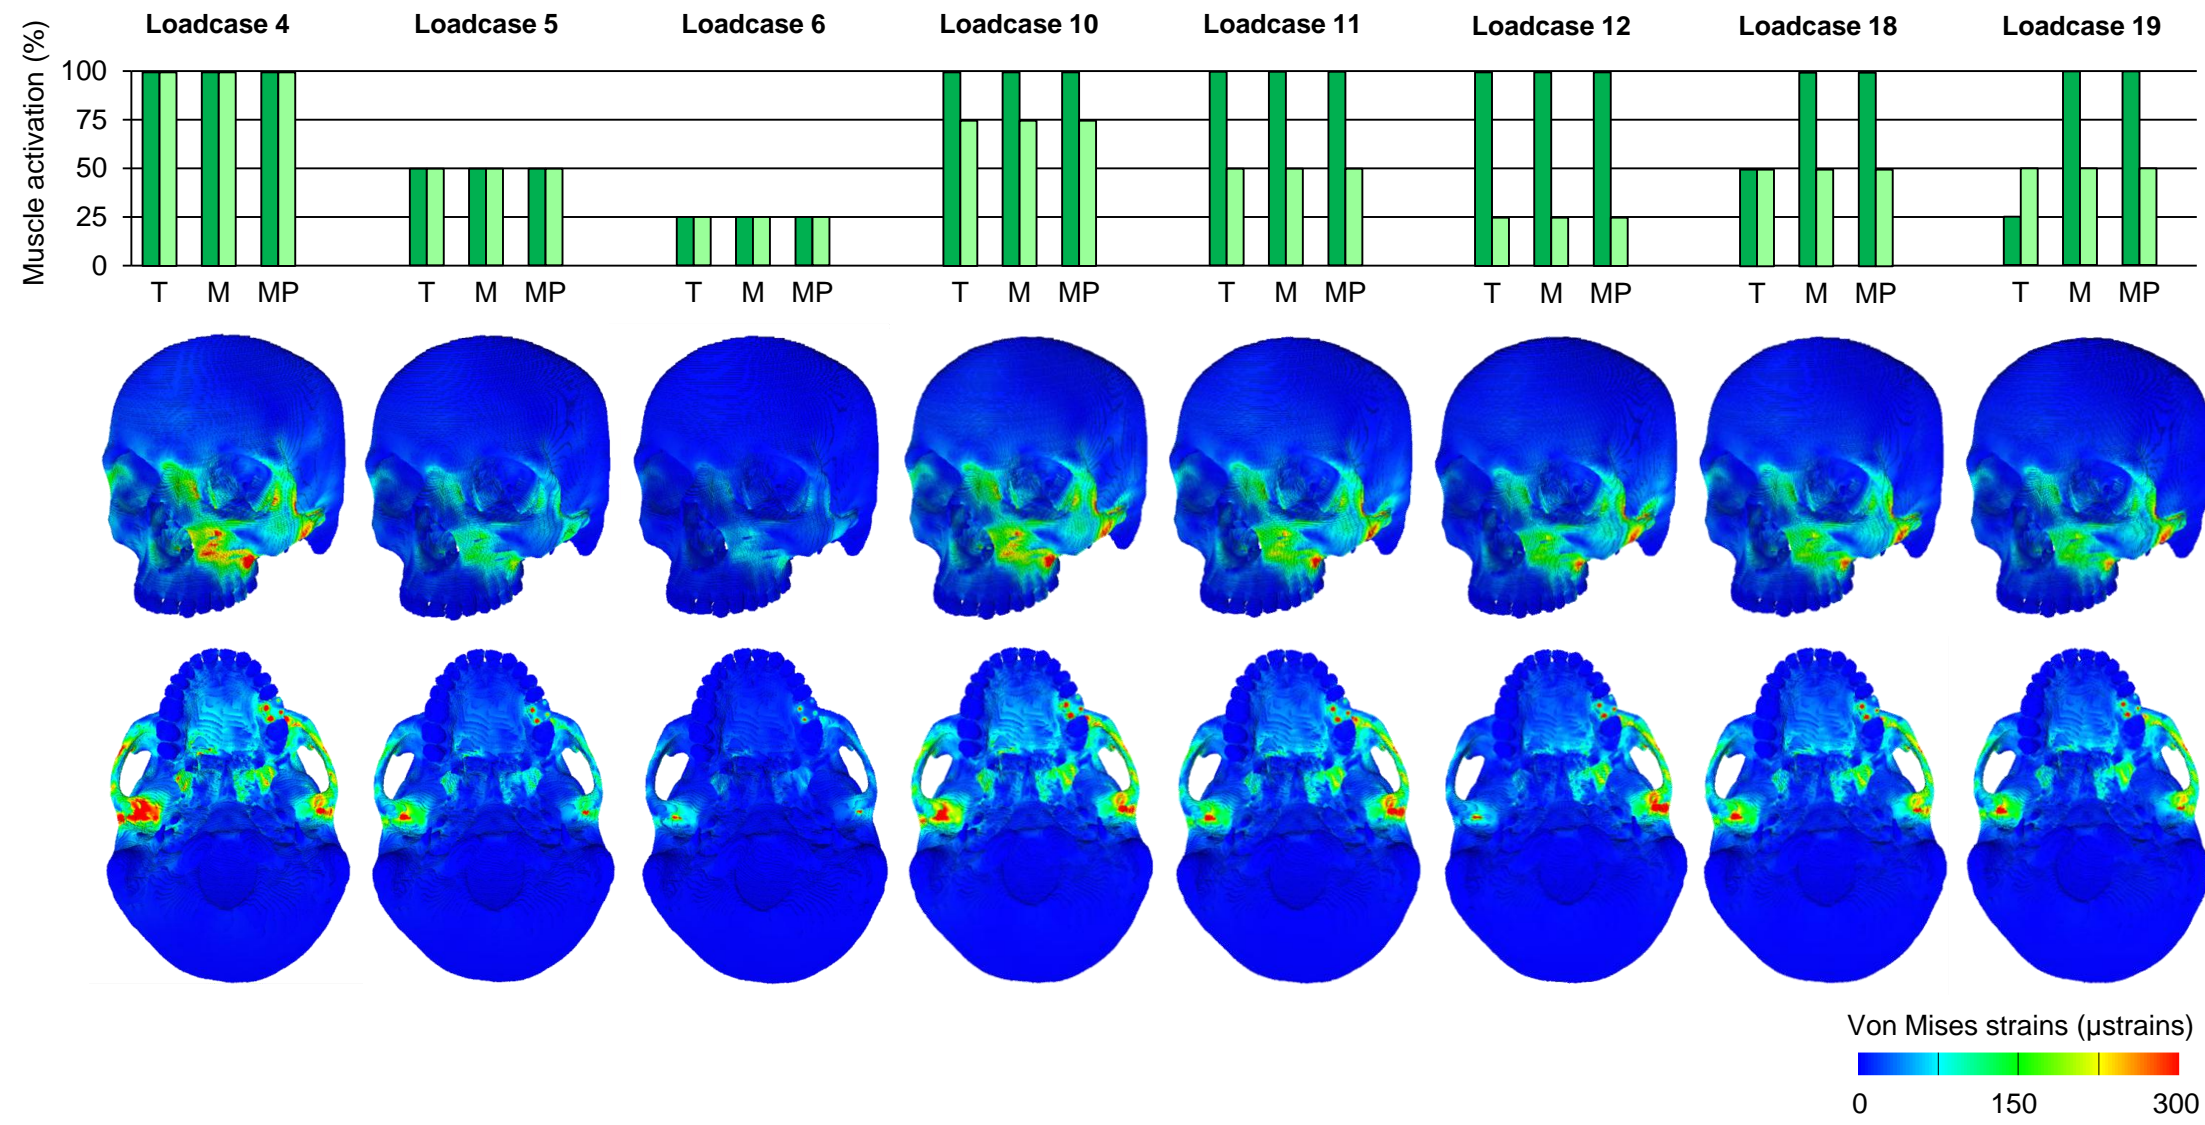 Loadcase 4 Loadcase 5 Loadcase 6 Loadcase 10 Loadcase 11 Loadcase 12 Loadcase 18 Loadcase 19
Muscle activation (%)
100
75
50
25
0
T M MP T M MP T M MP T M MP T M MP T M MP T M MP T M MP
Von Mises strains (µstrains)
0 150 300